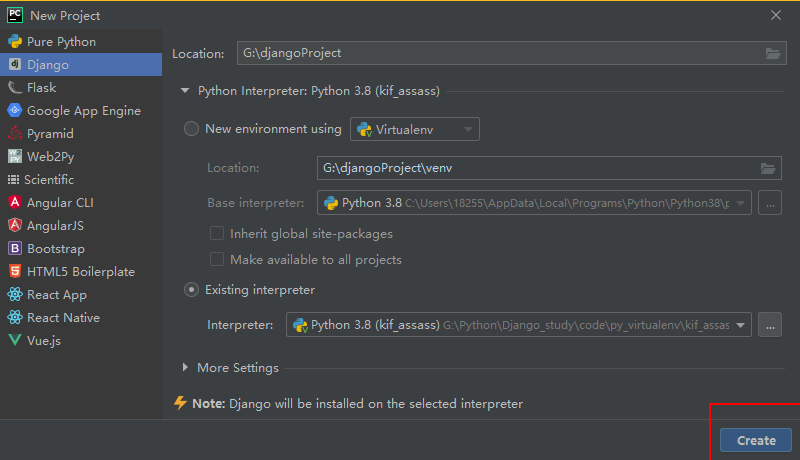 New Project
Pure Python
Django
Flask
Google App Engine
Pyramid
Web2Py
Scientific
Angular CLI
AngularJS
Bootstrap
HTML5 Boilerplate
React App
React Native
Vue.js
Location: G:\djangoProject
Python Interpreter: Python 3.8 (kif_assass)
New environment using Virtualenv
Location: G:\djangoProject\venv
Base interpreter: Python 3.8 C:\Users\18255\AppData\Local\Programs\Python\Python38\p ...
Inherit global site-packages
Make available to all projects
Existing interpreter
Interpreter: Python 3.8 (kif_assass) G:\Python\Django_study\code\py_virtualenv\kif_assas ...
More Settings
Note: Django will be installed on the selected interpreter
Create